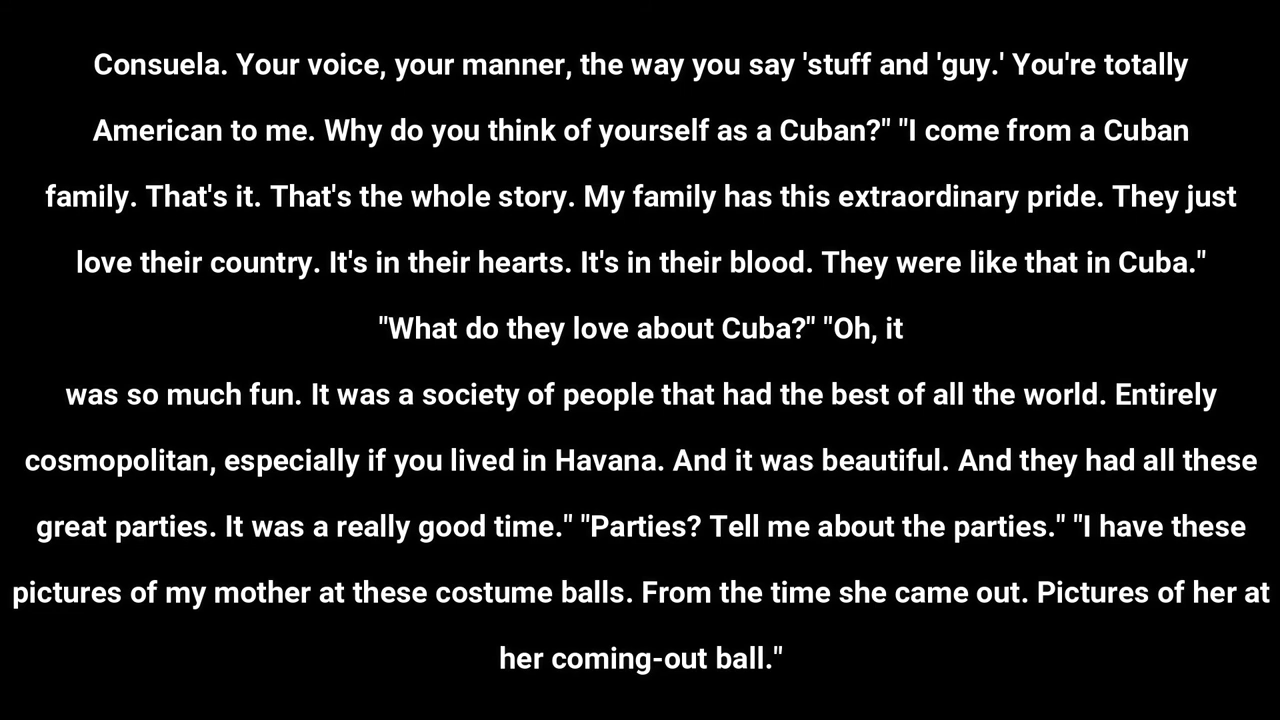 Consuela. Your voice, your manner, the way you say 'stuff and 'guy.' You're totally
American to me. Why do you think of yourself as a Cuban?" "I come from a Cuban
family. That's it. That's the whole story. My family has this extraordinary pride. They just
love their country. It's in their hearts. It's in their blood. They were like that in Cuba."
"What do they love about Cuba?" "Oh, it
was so much fun. It was a society of people that had the best of all the world. Entirely
cosmopolitan, especially if you lived in Havana. And it was beautiful. And they had all these
great parties. It was a really good time." "Parties? Tell me about the parties." "I have these
pictures of my mother at these costume balls. From the time she came out. Pictures of her at
her coming-out ball."